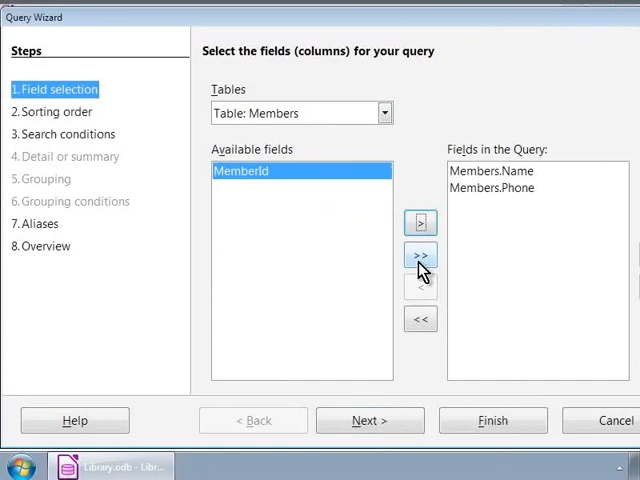 Query Wizard
Steps
Select the fields (columns) for your query
1.Field selection
2.Sorting order
3.Search conditions
4.Detail or summary
5.Grouping
6.Grouping conditions
7.Aliases
8.Overview
Tables
Table: Members
Available fields
MemberId
Fields in the Query:
Members.Name
Members.Phone
>
>>
<
<<
Help
< Back
Next >
Finish
Cancel
Library.odb - Libr...